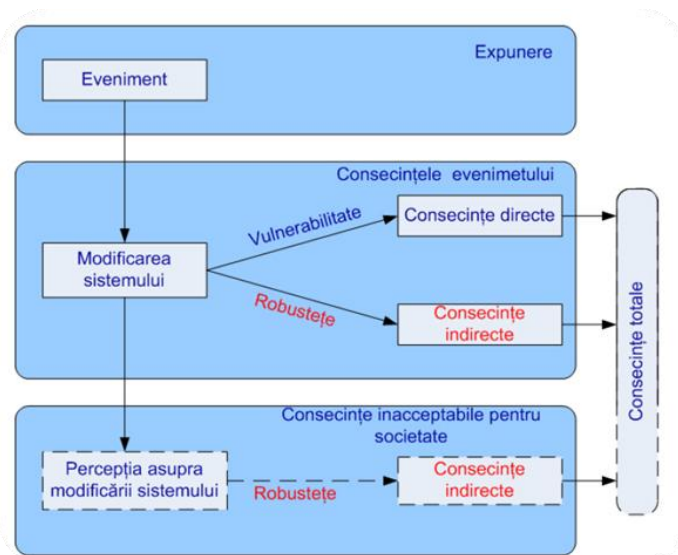 Expunere
Eveniment
Consecințele evenimetului
Vulnerabilitate
Consecințe directe
Modificarea
sistemului
Robustețe
Consecințe
indirecte
Consecințe totale
Consecințe inacceptabile pentru
societate
Percepția asupra
modificării sistemului
Robustețe
Consecințe
indirecte